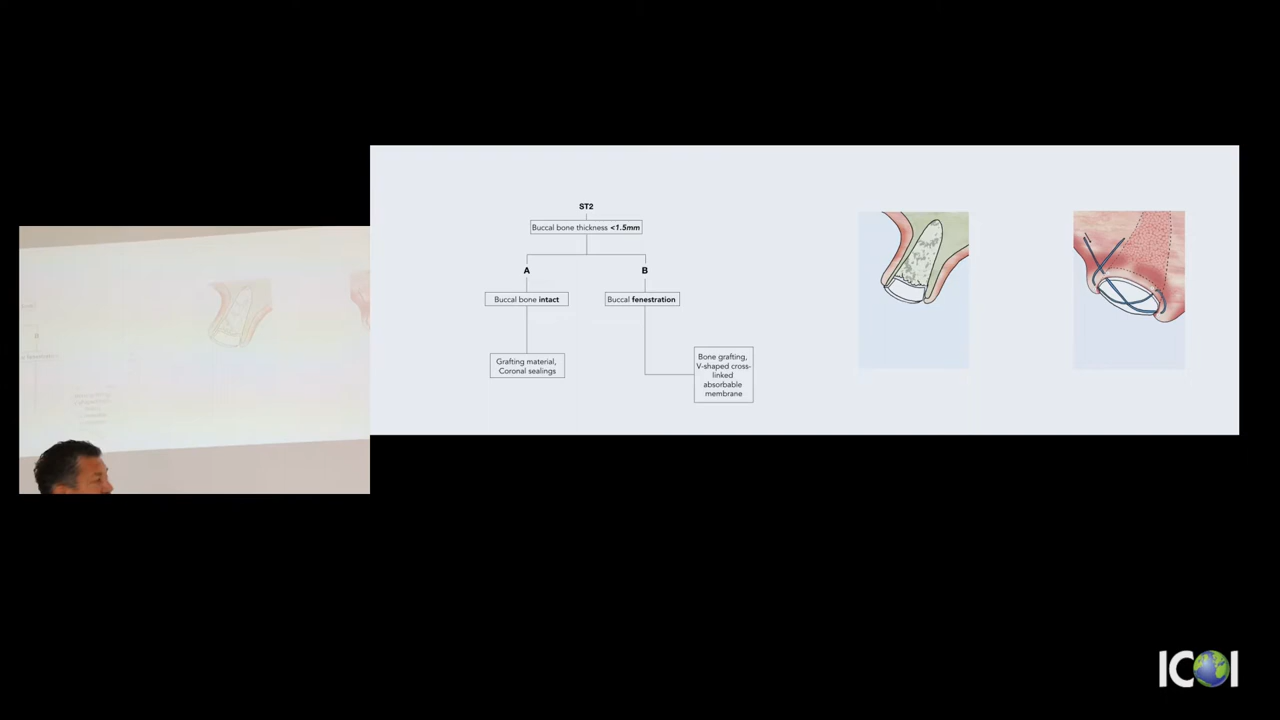 ST2
Buccal bone thickness <1.5mm
A
B
Buccal bone intact
Buccal fenestration
Grafting material,
Coronal sealings
Bone grafting,
V-shaped cross-
linked
absorbable
membrane
ICOI